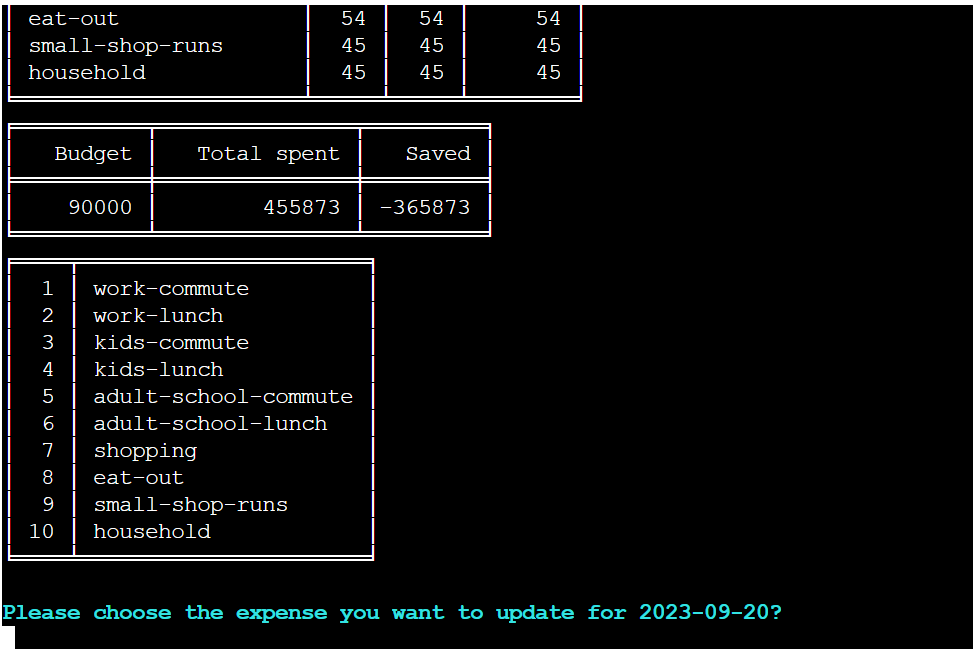 eat-out 54 54 54
small-shop-runs 45 45 45
household 45 45 45
Budget Total spent Saved
90000 455873 -365873
1 work-commute
2 work-lunch
3 kids-commute
4 kids-lunch
5 adult-school-commute
6 adult-school-lunch
7 shopping
8 eat-out
9 small-shop-runs
10 household
Please choose the expense you want to update for 2023-09-20?